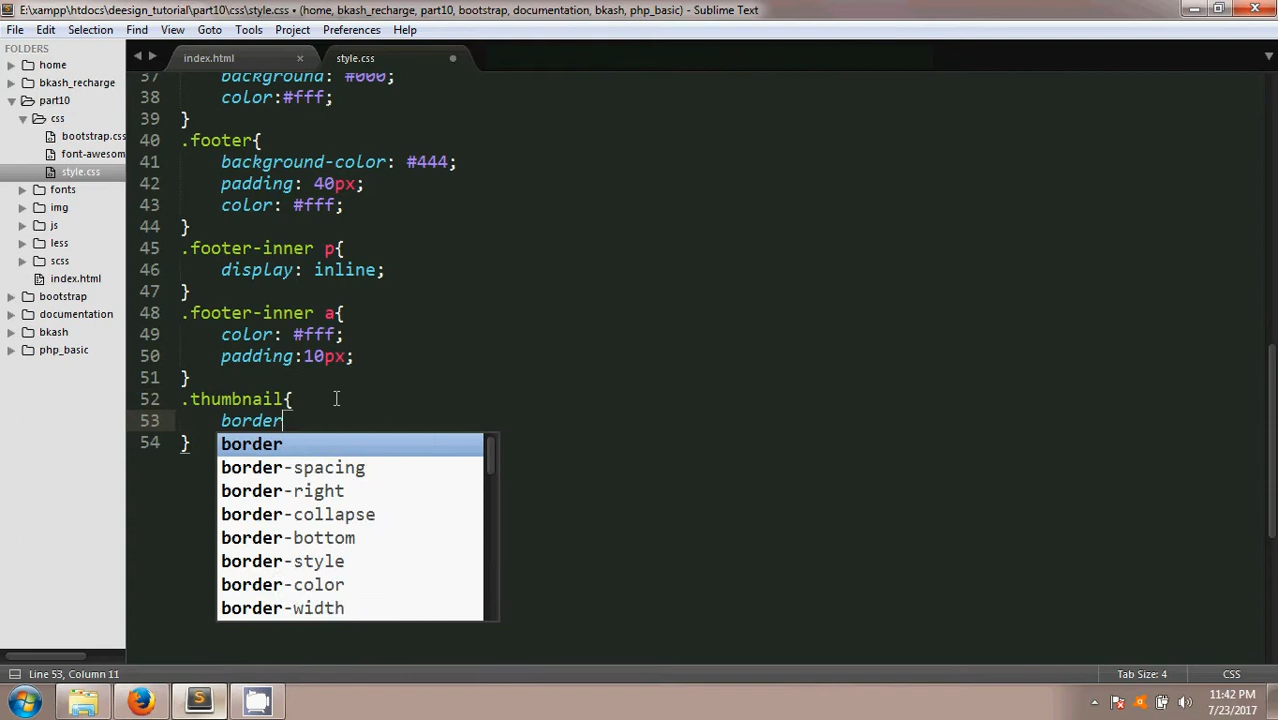 E:\xampp\htdocs\deesign_tutorial\part10\css\style.css • (home, bkash_recharge, part10, bootstrap, documentation, bkash, php_basic) - Sublime Text
File Edit Selection Find View Goto Tools Project Preferences Help
FOLDERS
home
bkash_recharge
part10
css
bootstrap.css
font-awesom
style.css
fonts
img
js
less
scss
index.html
bootstrap
documentation
bkash
php_basic
index.html × style.css
37 background: #000;
38 color:#fff;
39 }
40 .footer{
41 background-color: #444;
42 padding: 40px;
43 color: #fff;
44 }
45 .footer-inner p{
46 display: inline;
47 }
48 .footer-inner a{
49 color: #fff;
50 padding:10px;
51 }
52 .thumbnail{
53 border
54 }
border
border-spacing
border-right
border-collapse
border-bottom
border-style
border-color
border-width
Line 53, Column 11 Tab Size: 4 CSS
11:42 PM
7/23/2017